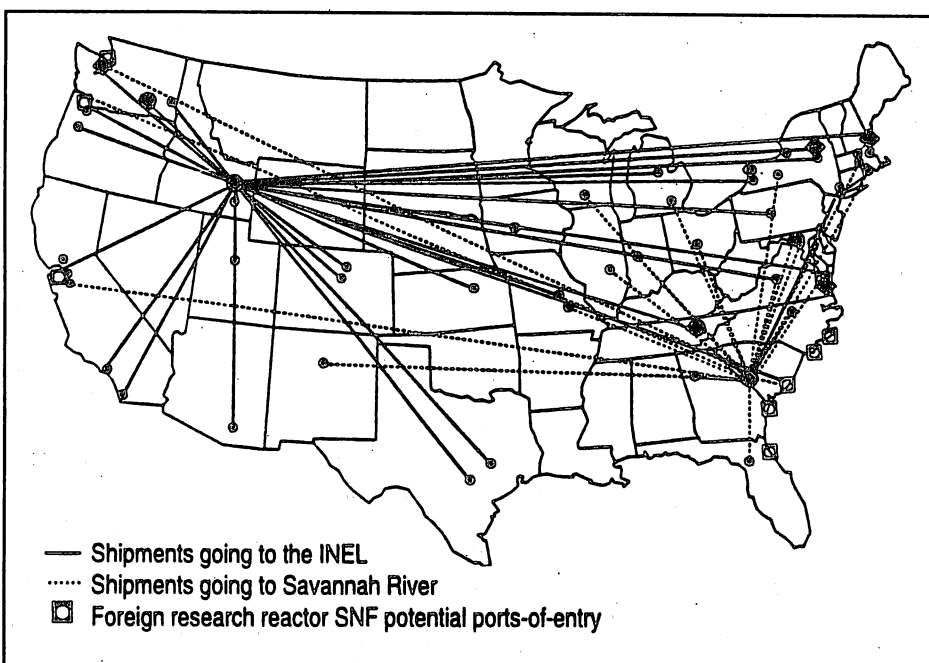 Shipments going to the INEL
Shipments going to Savannah River
Foreign research reactor SNF potential ports-of-entry